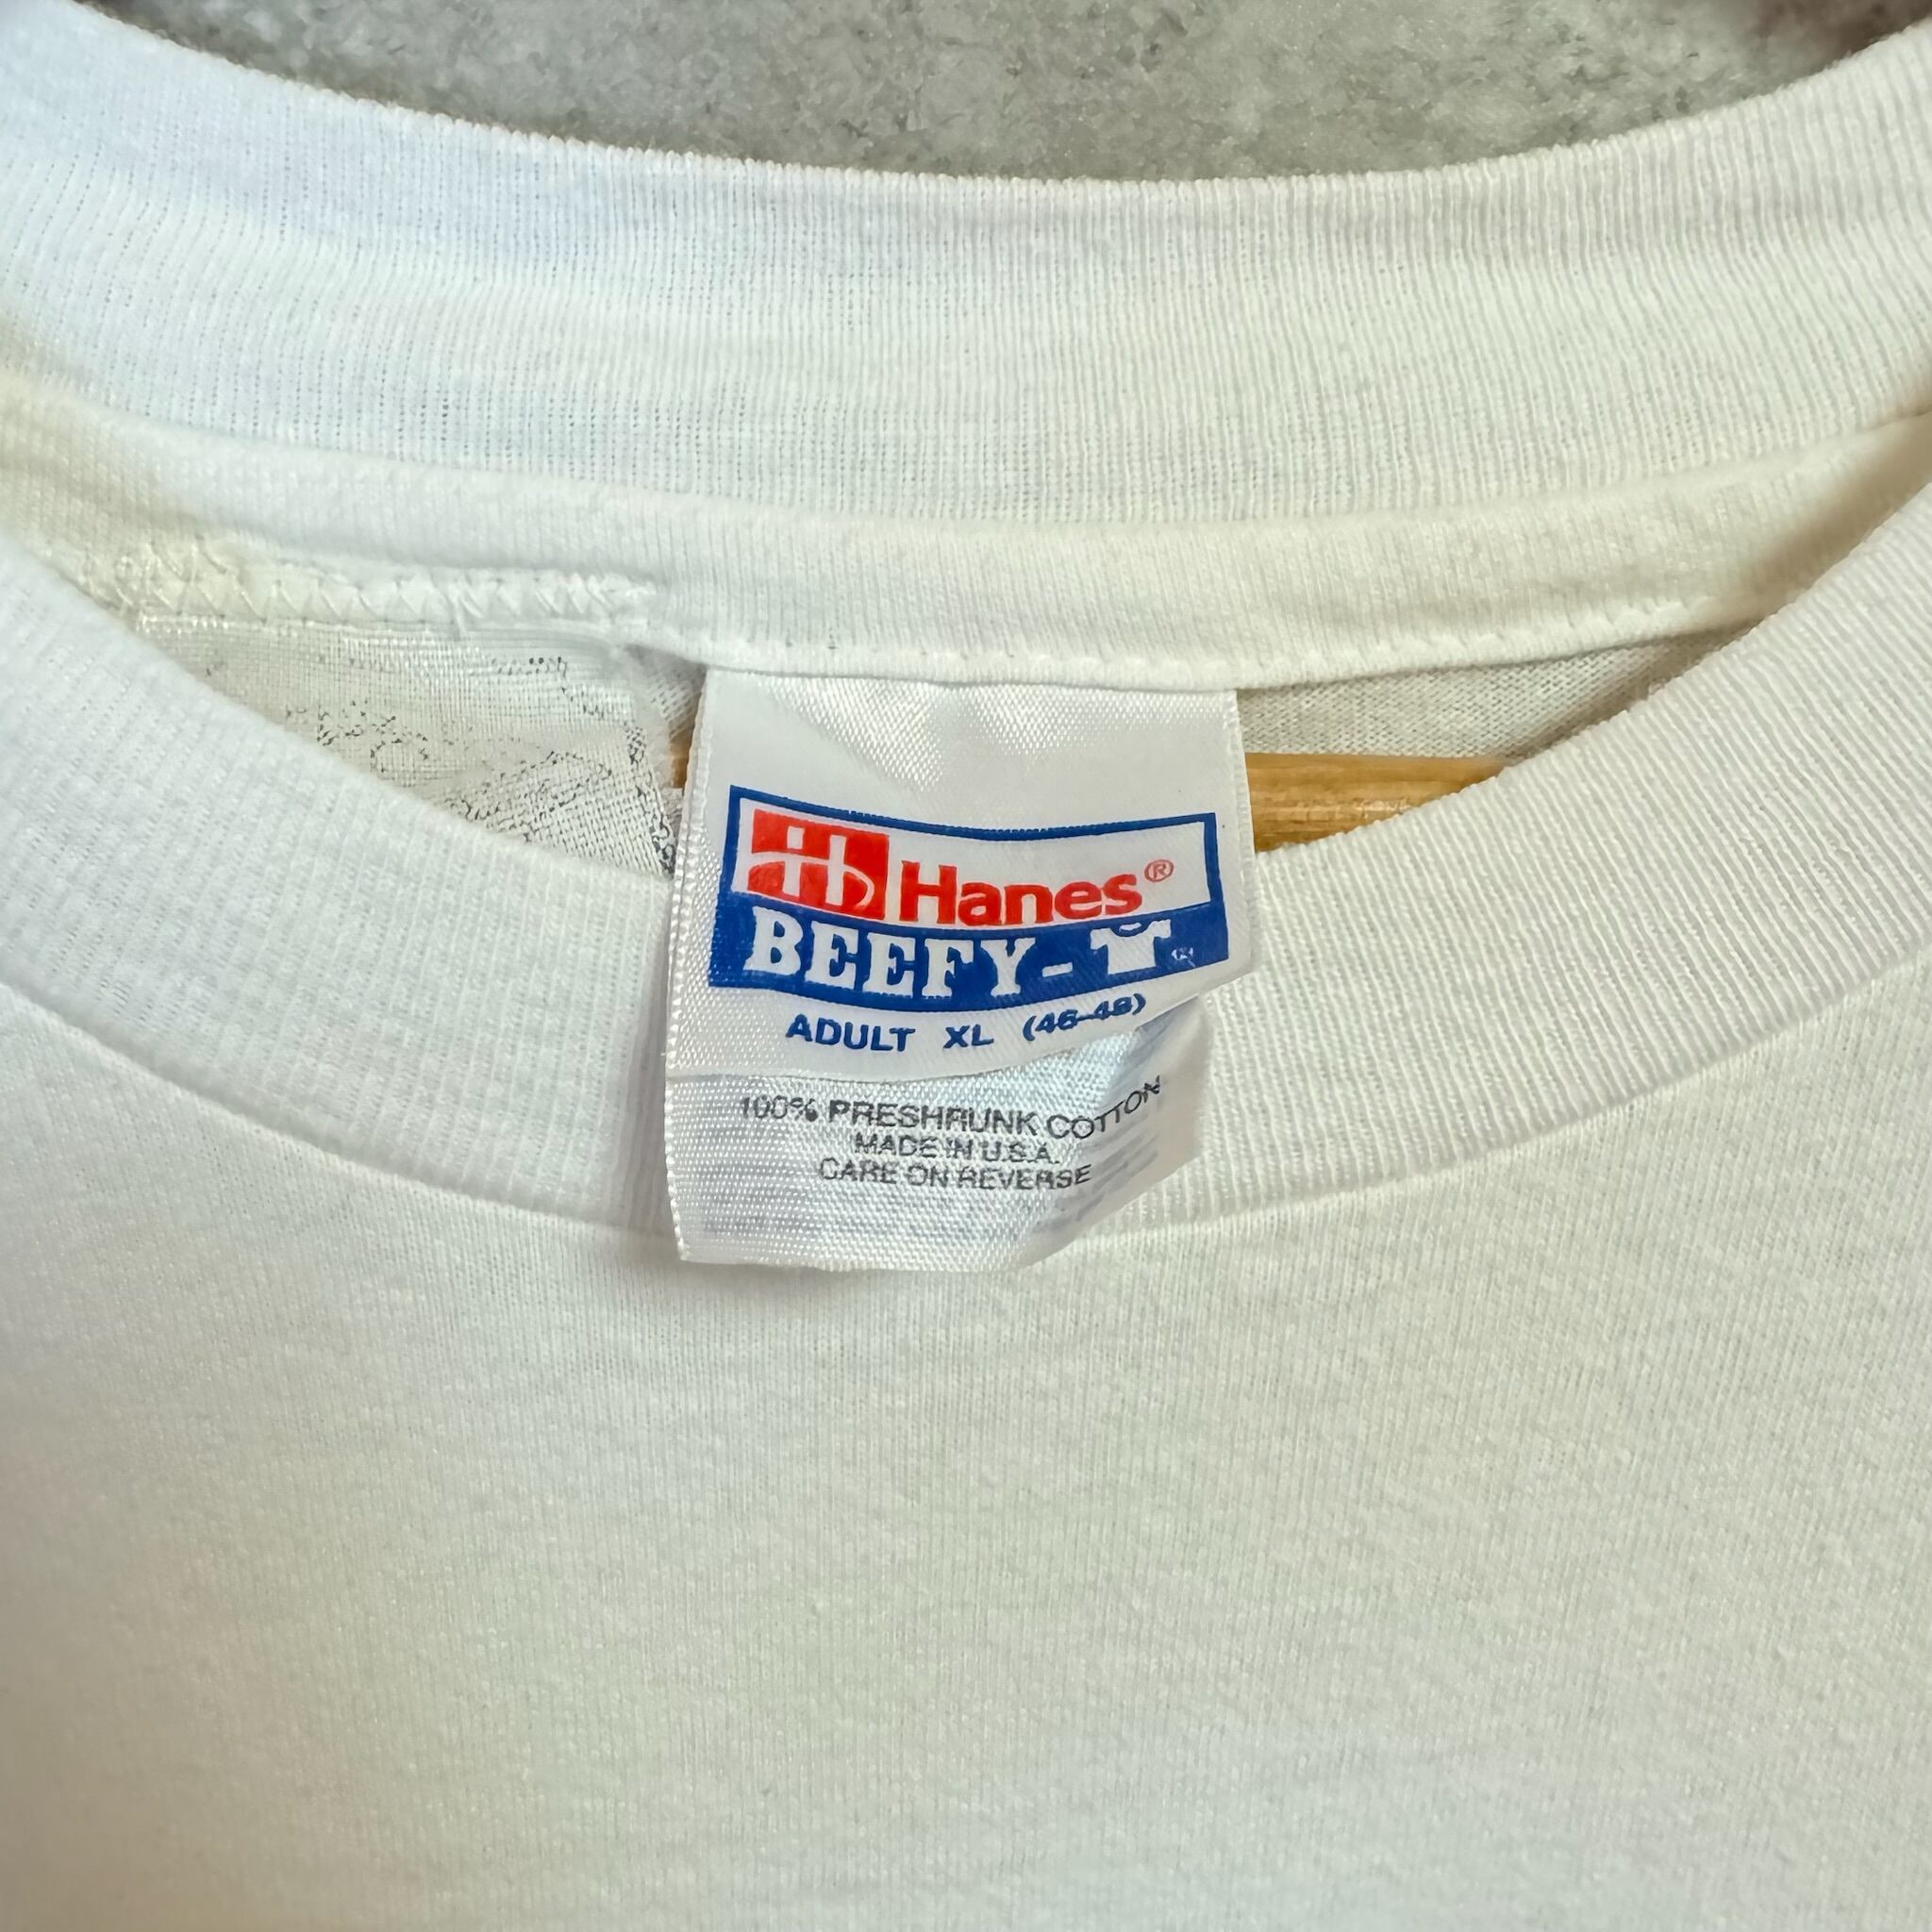 Hanes®
BEEFY-T
ADULT XL (46-48)
100% PRESHRUNK COTTON
MADE IN U.S.A.
CARE ON REVERSE